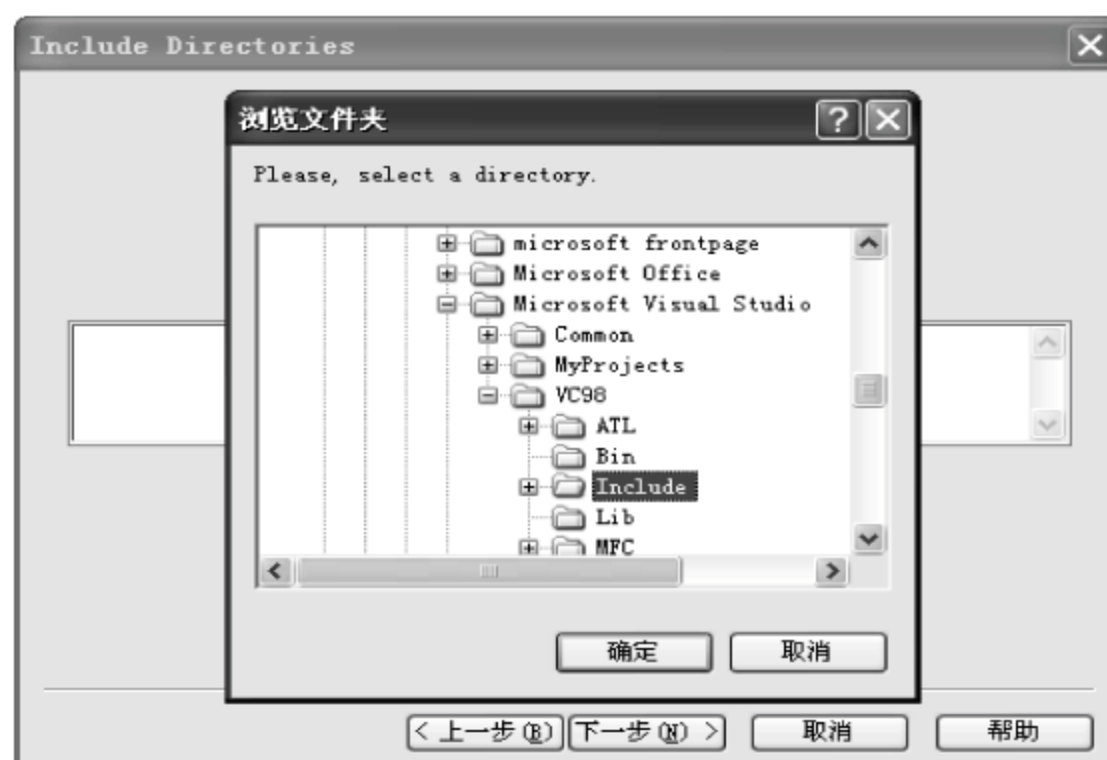 Include Directories
浏览文件夹
Please, select a directory.
microsoft frontpage
Microsoft Office
Microsoft Visual Studio
Common
MyProjects
VC98
ATL
Bin
Include
Lib
MFC
确定 取消
< 上一步(B) 下一步(N) > 取消 帮助